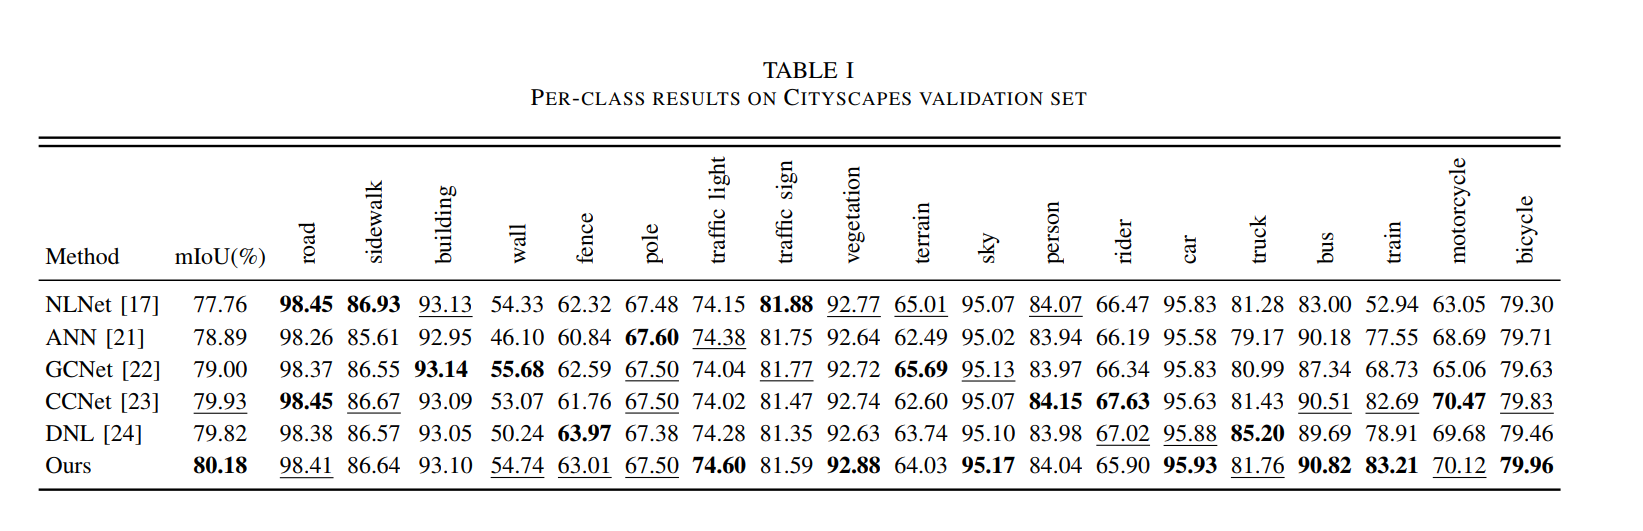 TABLE I
PER-CLASS RESULTS ON CITYSCAPES VALIDATION SET
Method mIoU(%) road sidewalk building wall fence pole traffic light traffic sign vegetation terrain sky person rider car truck bus train motorcycle bicycle
NLNet [17] 77.76 98.45 86.93 93.13 54.33 62.32 67.48 74.15 81.88 92.77 65.01 95.07 84.07 66.47 95.83 81.28 83.00 52.94 63.05 79.30
ANN [21] 78.89 98.26 85.61 92.95 46.10 60.84 67.60 74.38 81.75 92.64 62.49 95.02 83.94 66.19 95.58 79.17 90.18 77.55 68.69 79.71
GCNet [22] 79.00 98.37 86.55 93.14 55.68 62.59 67.50 74.04 81.77 92.72 65.69 95.13 83.97 66.34 95.83 80.99 87.34 68.73 65.06 79.63
CCNet [23] 79.93 98.45 86.67 93.09 53.07 61.76 67.50 74.02 81.47 92.74 62.60 95.07 84.15 67.63 95.63 81.43 90.51 82.69 70.47 79.83
DNL [24] 79.82 98.38 86.57 93.05 50.24 63.97 67.38 74.28 81.35 92.63 63.74 95.10 83.98 67.02 95.88 85.20 89.69 78.91 69.68 79.46
Ours 80.18 98.41 86.64 93.10 54.74 63.01 67.50 74.60 81.59 92.88 64.03 95.17 84.04 65.90 95.93 81.76 90.82 83.21 70.12 79.96